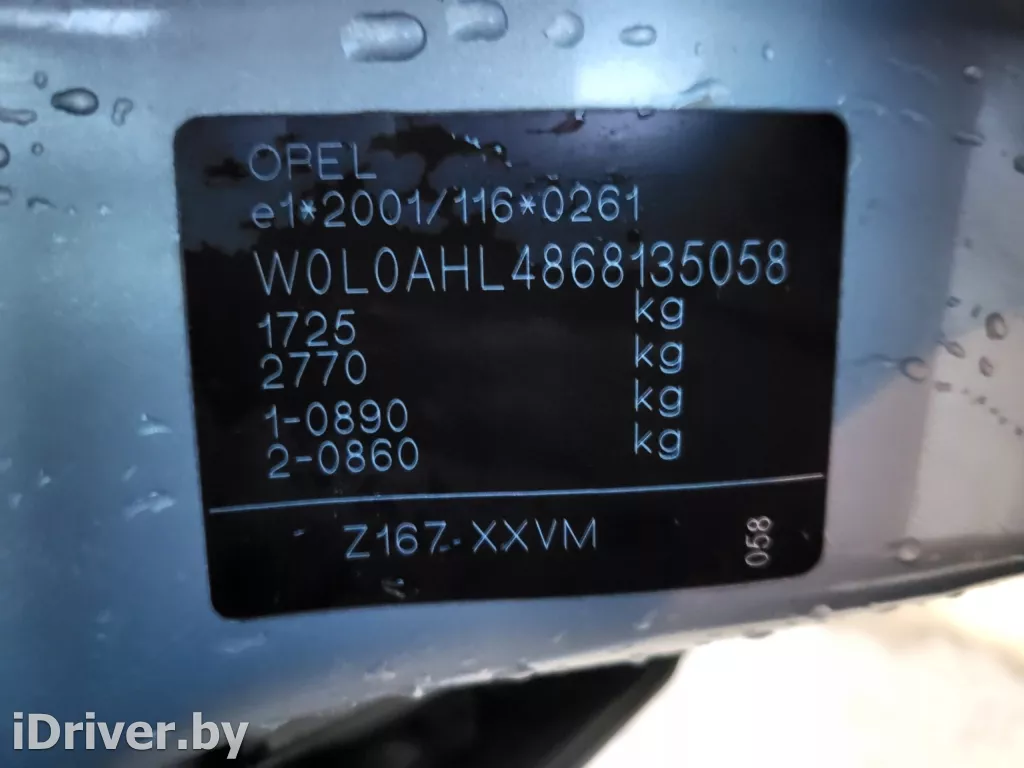 OPEL
e1*2001/116*0261
W0L0AHL4868135058
1725 kg
2770 kg
1-0890 kg
2-0860 kg
Z167-XXVM
058
iDriver.by